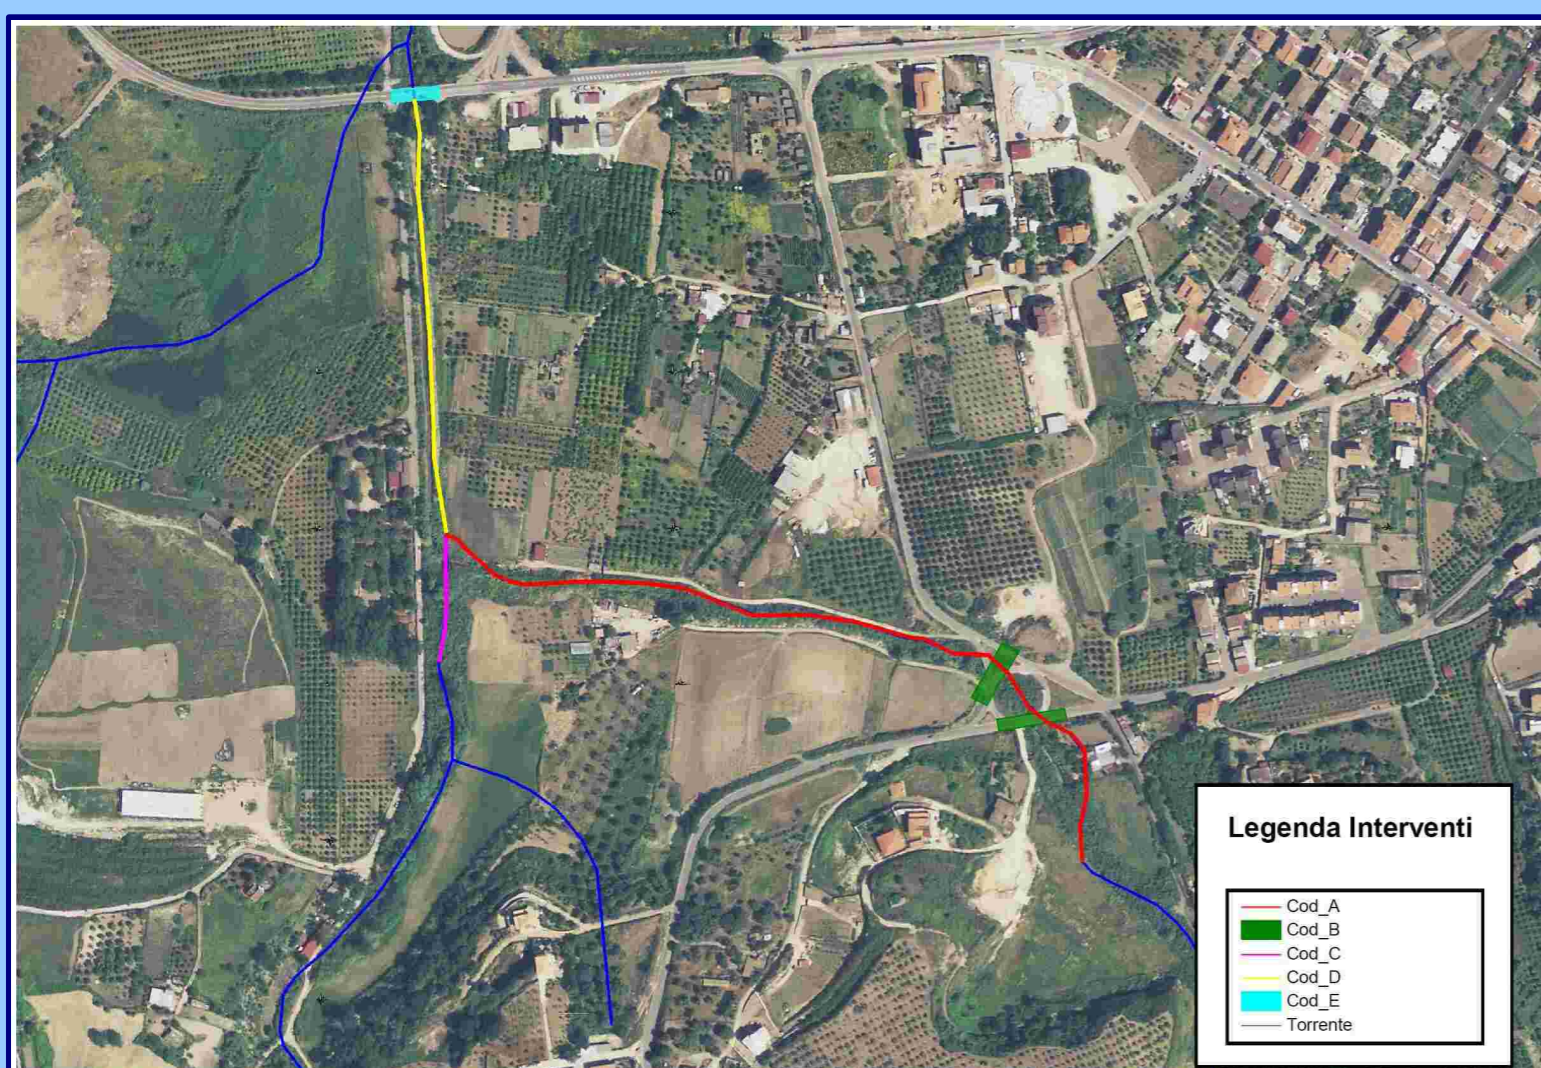 Legenda Interventi
Cod_A
Cod_B
Cod_C
Cod_D
Cod_E
Torrente